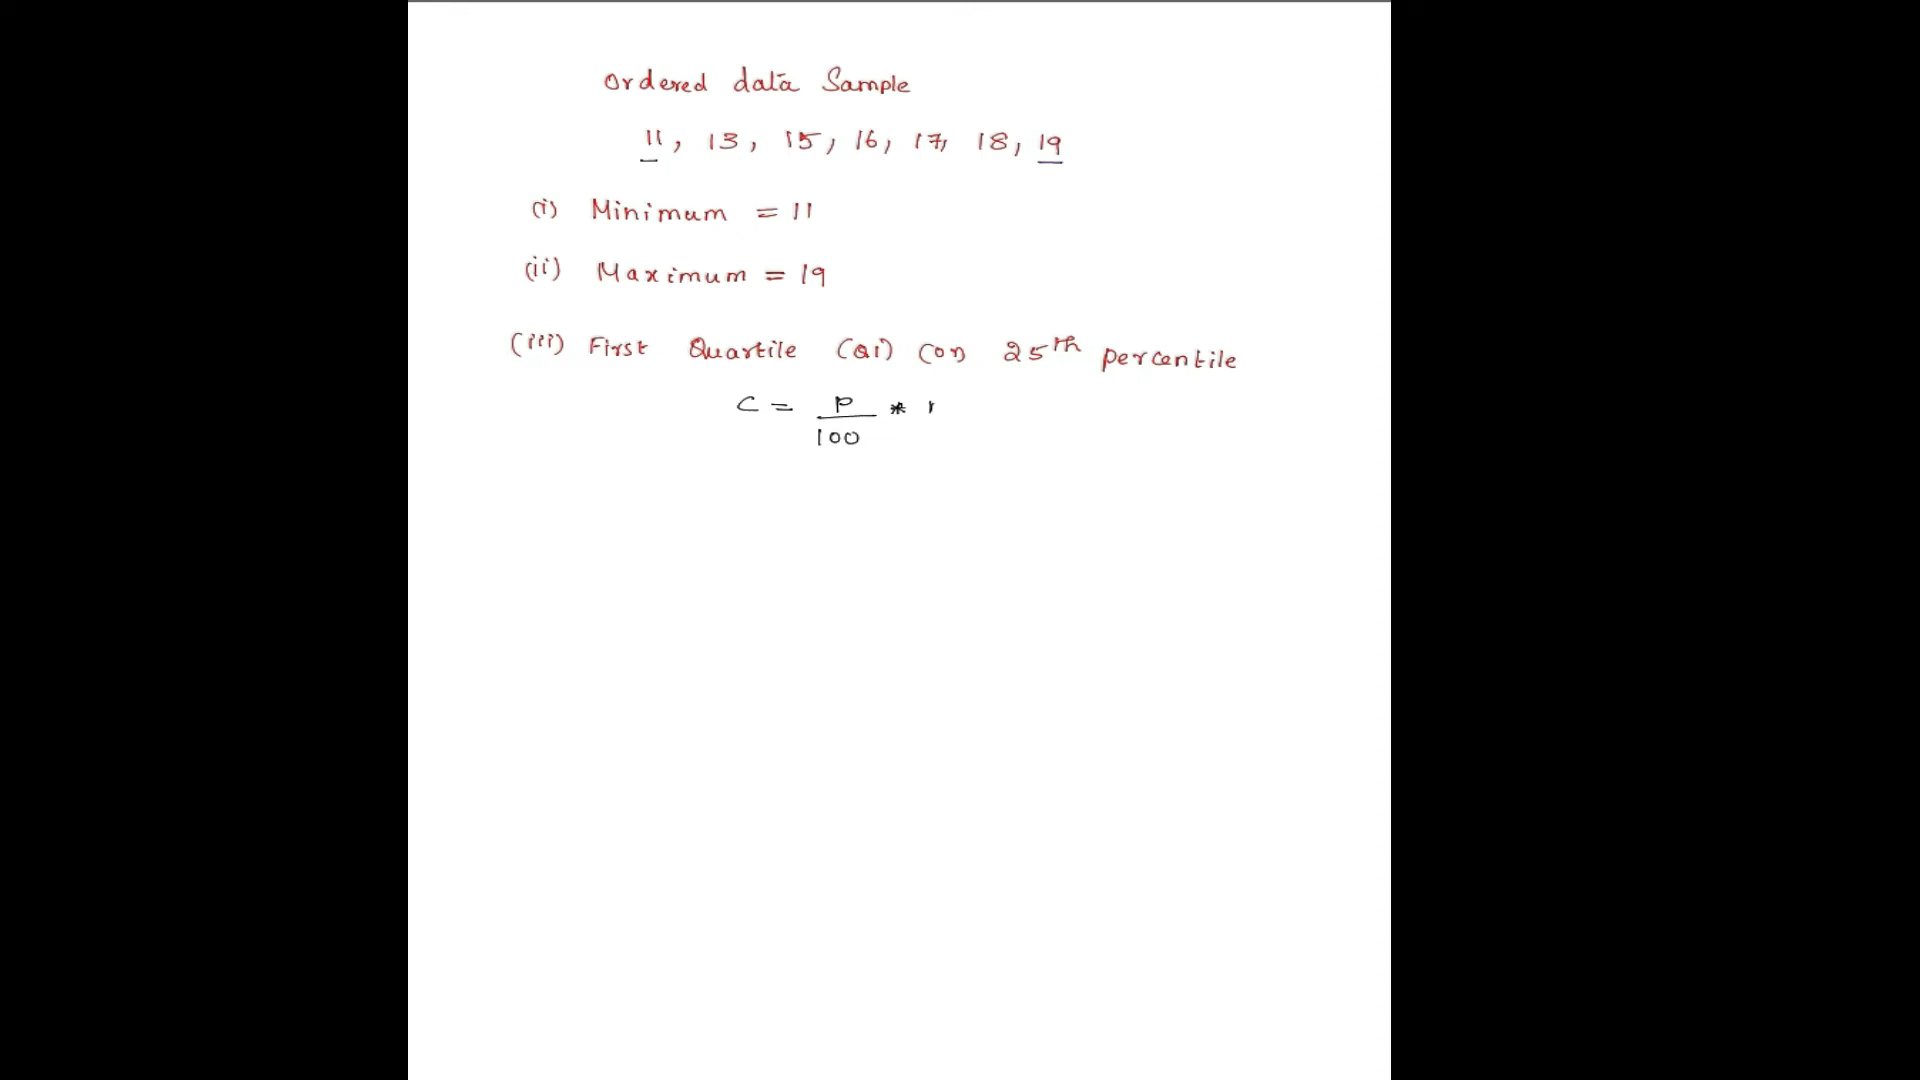 Ordered data Sample
11, 13, 15, 16, 17, 18, 19
(i) Minimum = 11
(ii) Maximum = 19
(iii) First Quartile (Q1) (or) 25th percentile
C = P/100 *